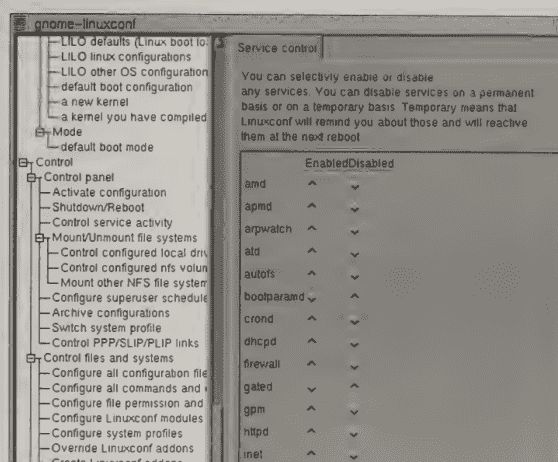 gnome-linuxconf
LILO defaults (Linux boot lo
LILO linux configurations
LILO other OS configuration
default boot configuration
a new kernel
a kernel you have compiled
Mode
default boot mode
Control
Control panel
Activate configuration
Shutdown/Reboot
Control service activity
Mount/Unmount file systems
Control configured local driv
Control configured nfs volun
Mount other NFS file system
Configure superuser schedule
Archive configurations
Switch system profile
Control PPP/SLIP/PLIP links
Control files and systems
Configure all configuration file
Configure all commands and
Configure file permission and
Configure Linuxconf modules
Configure system profiles
Override Linuxconf addons
Create Linuxconf addons
Service control
You can selectivly enable or disable
any services. You can disable services on a permanent
basis or on a temporary basis. Temporary means that
Linuxconf will remind you about those and will reactive
them at the next reboot
EnabledDisabled
amd
apmd
arpwatch
atd
autofs
bootparamd
crond
dhcpd
firewall
gated
gpm
httpd
inet